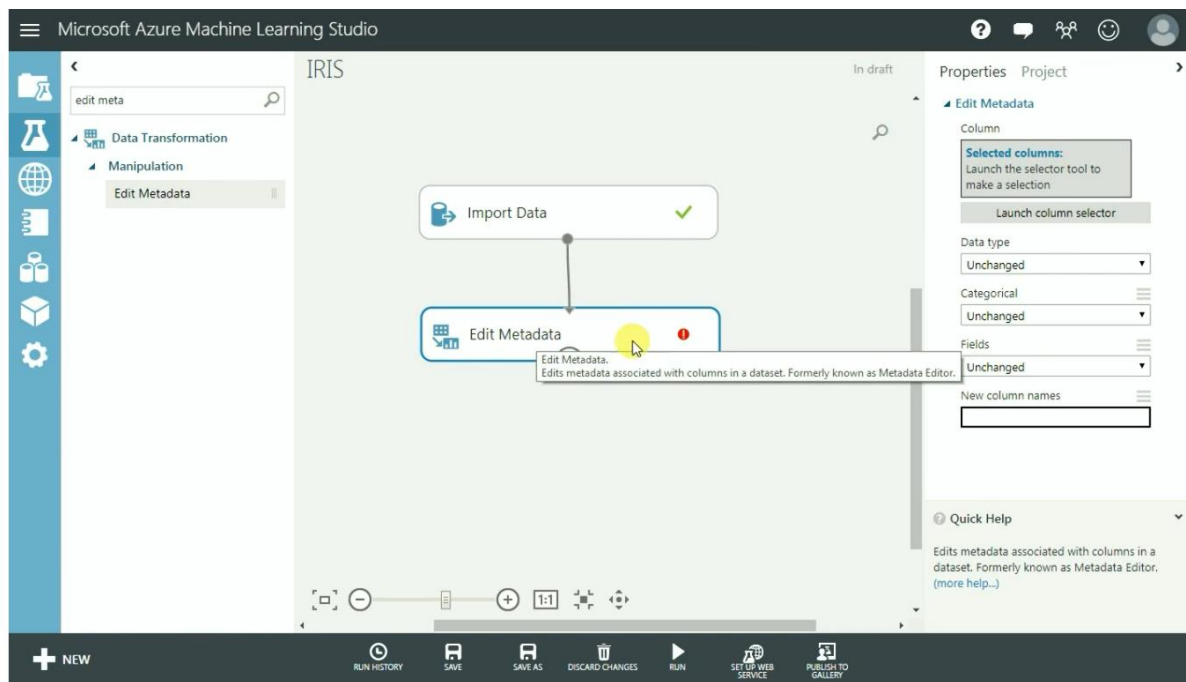 Microsoft Azure Machine Learning Studio
edit meta
Data Transformation
Manipulation
Edit Metadata
IRIS
In draft
Import Data
Edit Metadata
Edit Metadata.
Edits metadata associated with columns in a dataset. Formerly known as Metadata Editor.
Properties Project
Edit Metadata
Column
Selected columns:
Launch the selector tool to
make a selection
Launch column selector
Data type
Unchanged
Categorical
Unchanged
Fields
Unchanged
New column names
Quick Help
Edits metadata associated with columns in a
dataset. Formerly known as Metadata Editor.
(more help...)
1:1
NEW
RUN HISTORY
SAVE
SAVE AS
DISCARD CHANGES
RUN
SET UP WEB
SERVICE
PUBLISH TO
GALLERY